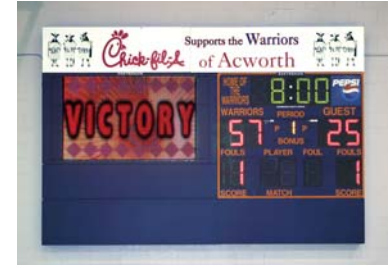 Chick-fil-A
Supports the Warriors
of Acworth
VICTORY
HOME OF
THE
WARRIORS
8:00
PEPSI
WARRIORS
PERIOD
GUEST
57
P 1 P
25
BONUS
FOULS
PLAYER
FOUL
FOULS
1
1
SCORE
MATCH
SCORE